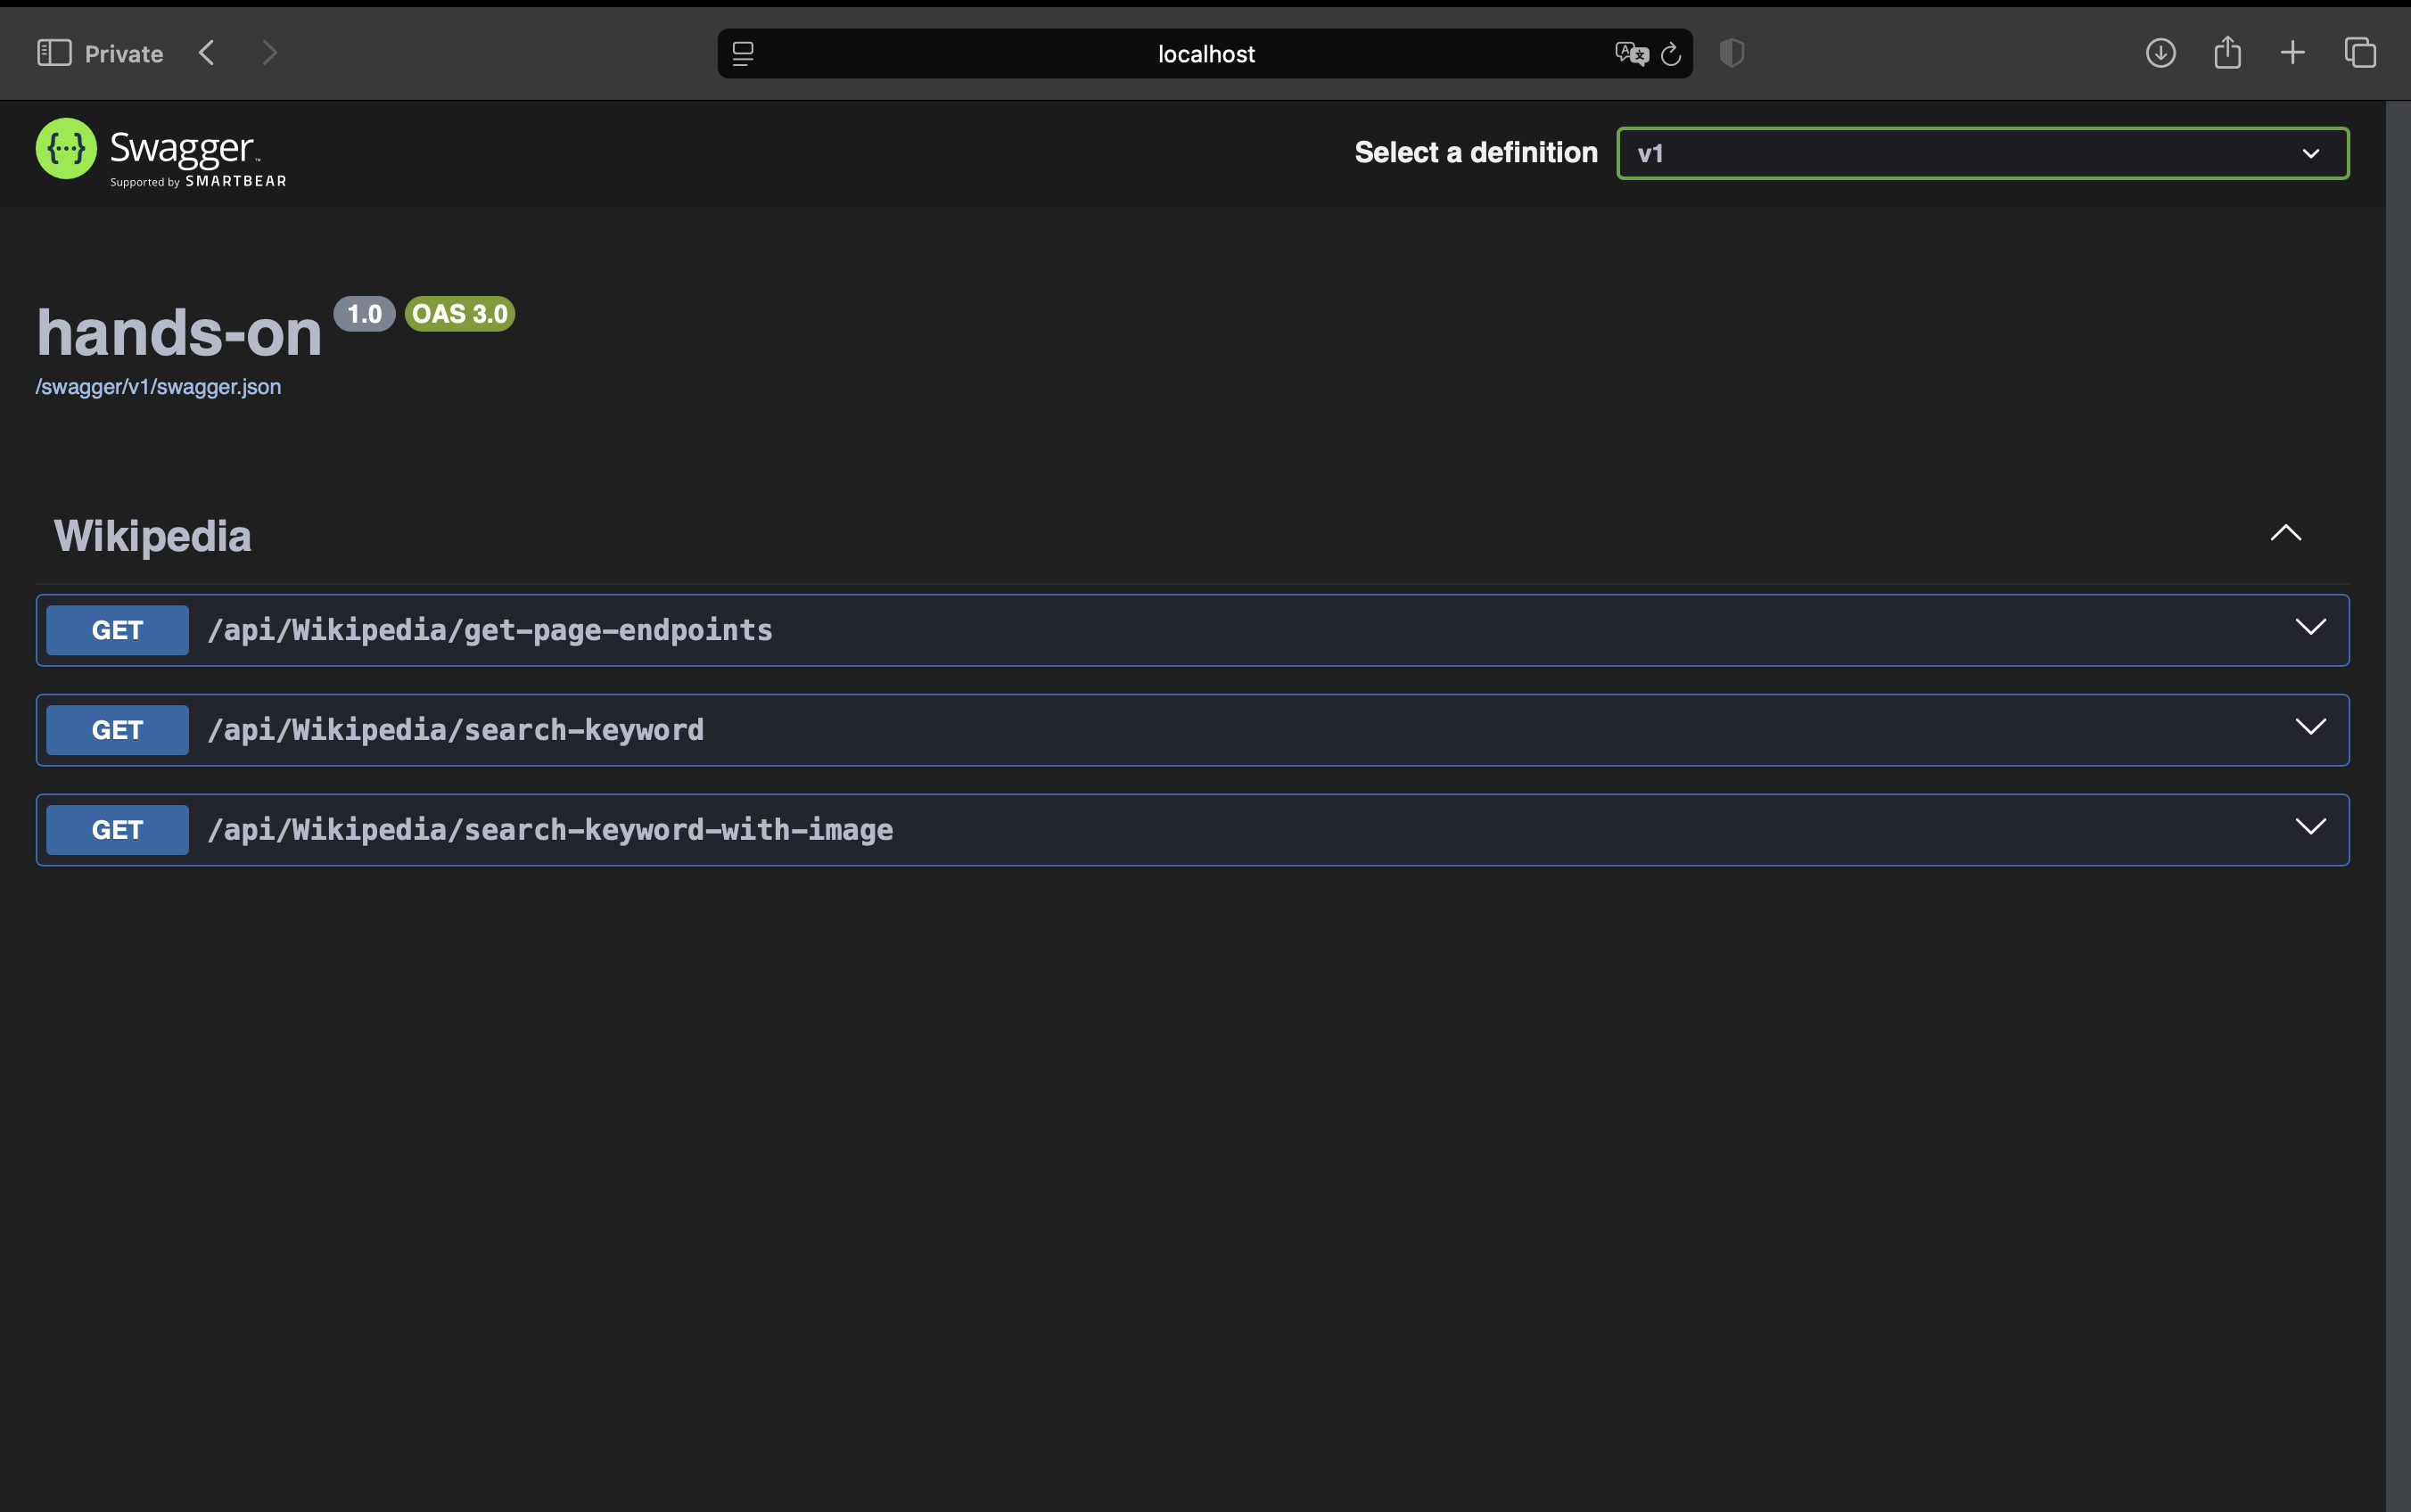 Private
localhost
Swagger
Supported by SMARTBEAR
Select a definition
v1
hands-on 1.0 OAS 3.0
/swagger/v1/swagger.json
Wikipedia
GET /api/Wikipedia/get-page-endpoints
GET /api/Wikipedia/search-keyword
GET /api/Wikipedia/search-keyword-with-image